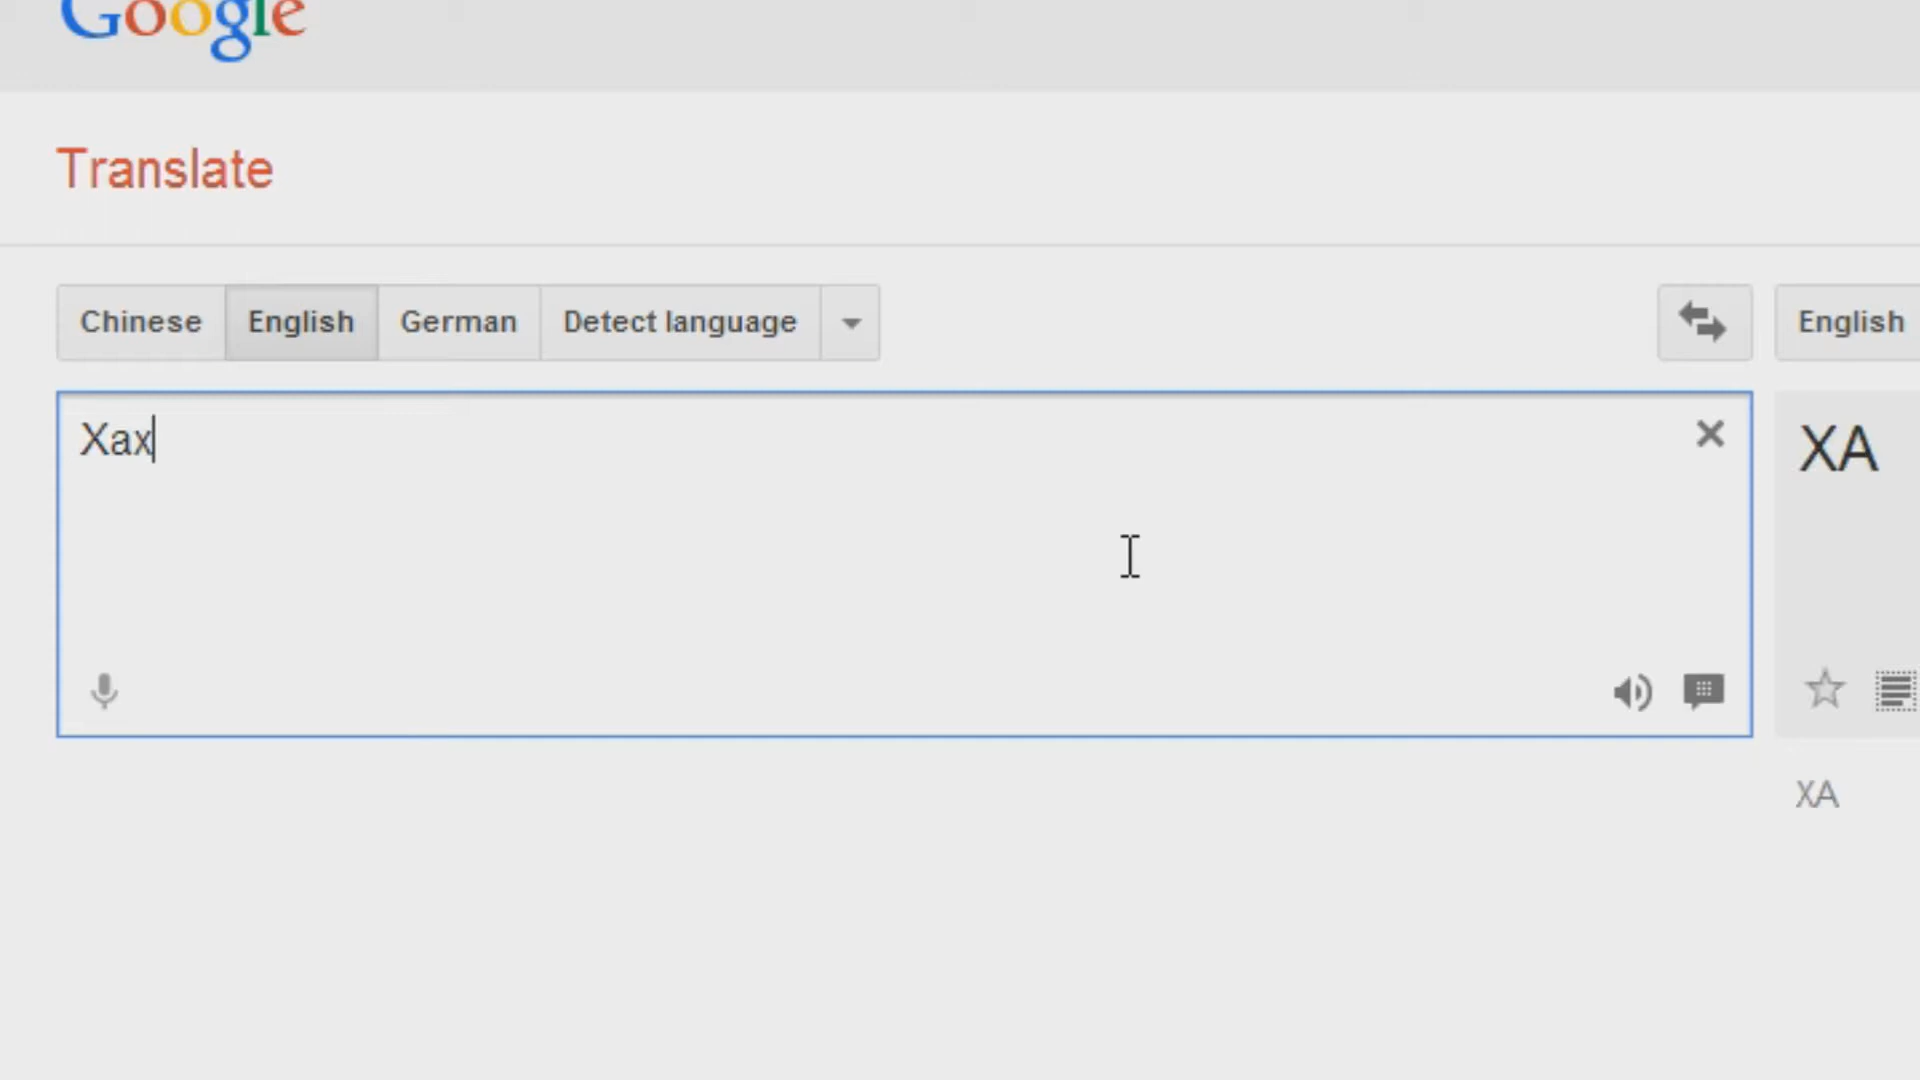 Google
Translate
Chinese English German Detect language English
Xax
XA
XA